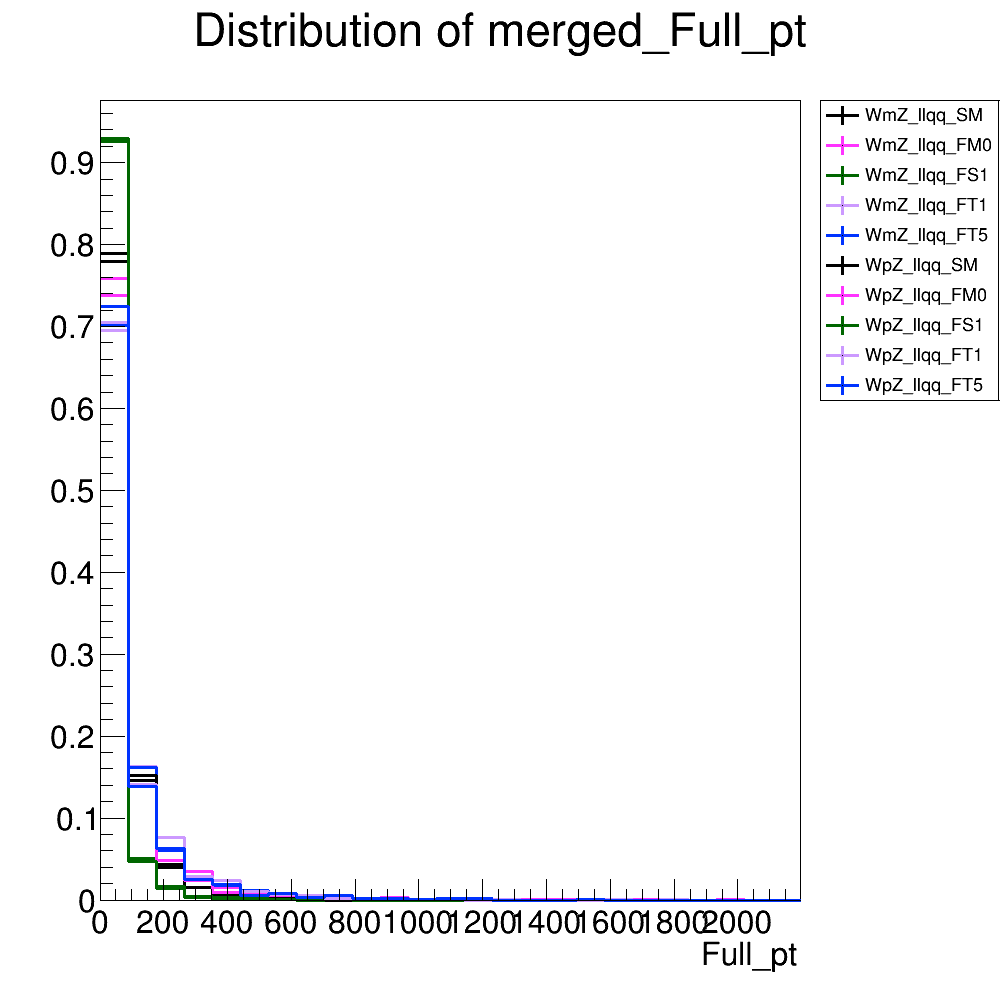 Distribution of merged_Full_pt
WmZ_llqq_SM
WmZ_llqq_FM0
WmZ_llqq_FS1
WmZ_llqq_FT1
WmZ_llqq_FT5
WpZ_llqq_SM
WpZ_llqq_FM0
WpZ_llqq_FS1
WpZ_llqq_FT1
WpZ_llqq_FT5
0.9
0.8
0.7
0.6
0.5
0.4
0.3
0.2
0.1
0
0 200 400 600 800 1000 1200 1400 1600 1800 2000
Full_pt